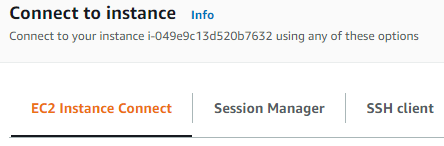 Connect to instance Info
Connect to your instance i-049e9c13d520b7632 using any of these options
EC2 Instance Connect Session Manager SSH client